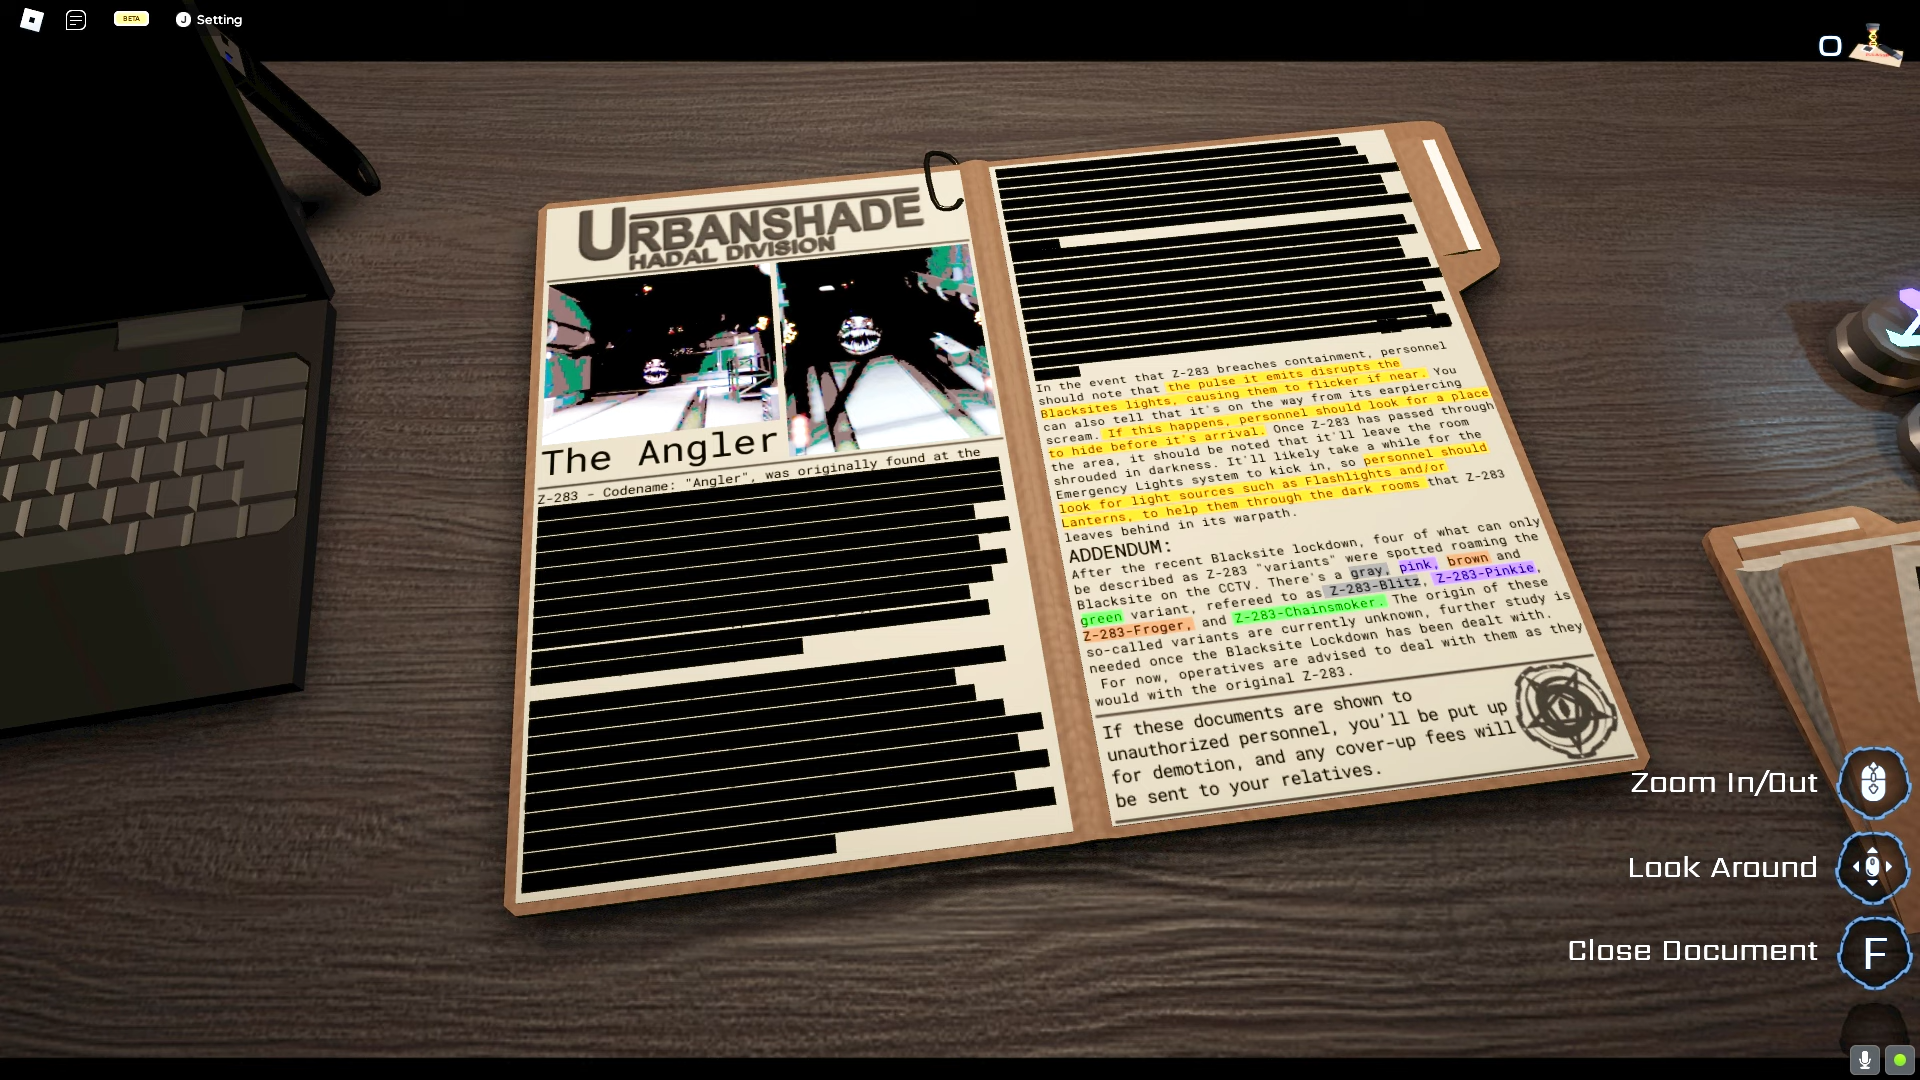 BETA
J Setting
O
URBANSHADE
HADAL DIVISION
The Angler
Z-283 - Codename: "Angler", was originally found at the
In the event that Z-283 breaches containment, personnel
should note that the pulse it emits disrupts the
Blacksites lights, causing them to flicker if near. You
can also tell that it's on the way from its earpiercing
scream. If this happens, personnel should look for a place
to hide before it's arrival. Once Z-283 has passed through
the area, it should be noted that it'll leave the room
shrouded in darkness. It'll likely take a while for the
Emergency Lights system to kick in, so personnel should
look for light sources such as Flashlights and/or
Lanterns, to help them through the dark rooms that Z-283
leaves behind in its warpath.
ADDENDUM:
After the recent Blacksite lockdown, four of what can only
be described as Z-283 "variants" were spotted roaming the
Blacksite on the CCTV. There's a gray, pink, brown and
green variant, refereed to as Z-283-Blitz, Z-283-Pinkie,
Z-283-Froger, and Z-283-Chainsmoker. The origin of these
so-called variants are currently unknown, further study is
needed once the Blacksite Lockdown has been dealt with.
For now, operatives are advised to deal with them as they
would with the original Z-283.
If these documents are shown to
unauthorized personnel, you'll be put up
for demotion, and any cover-up fees will
be sent to your relatives.
Zoom In/Out
Look Around
Close Document
F